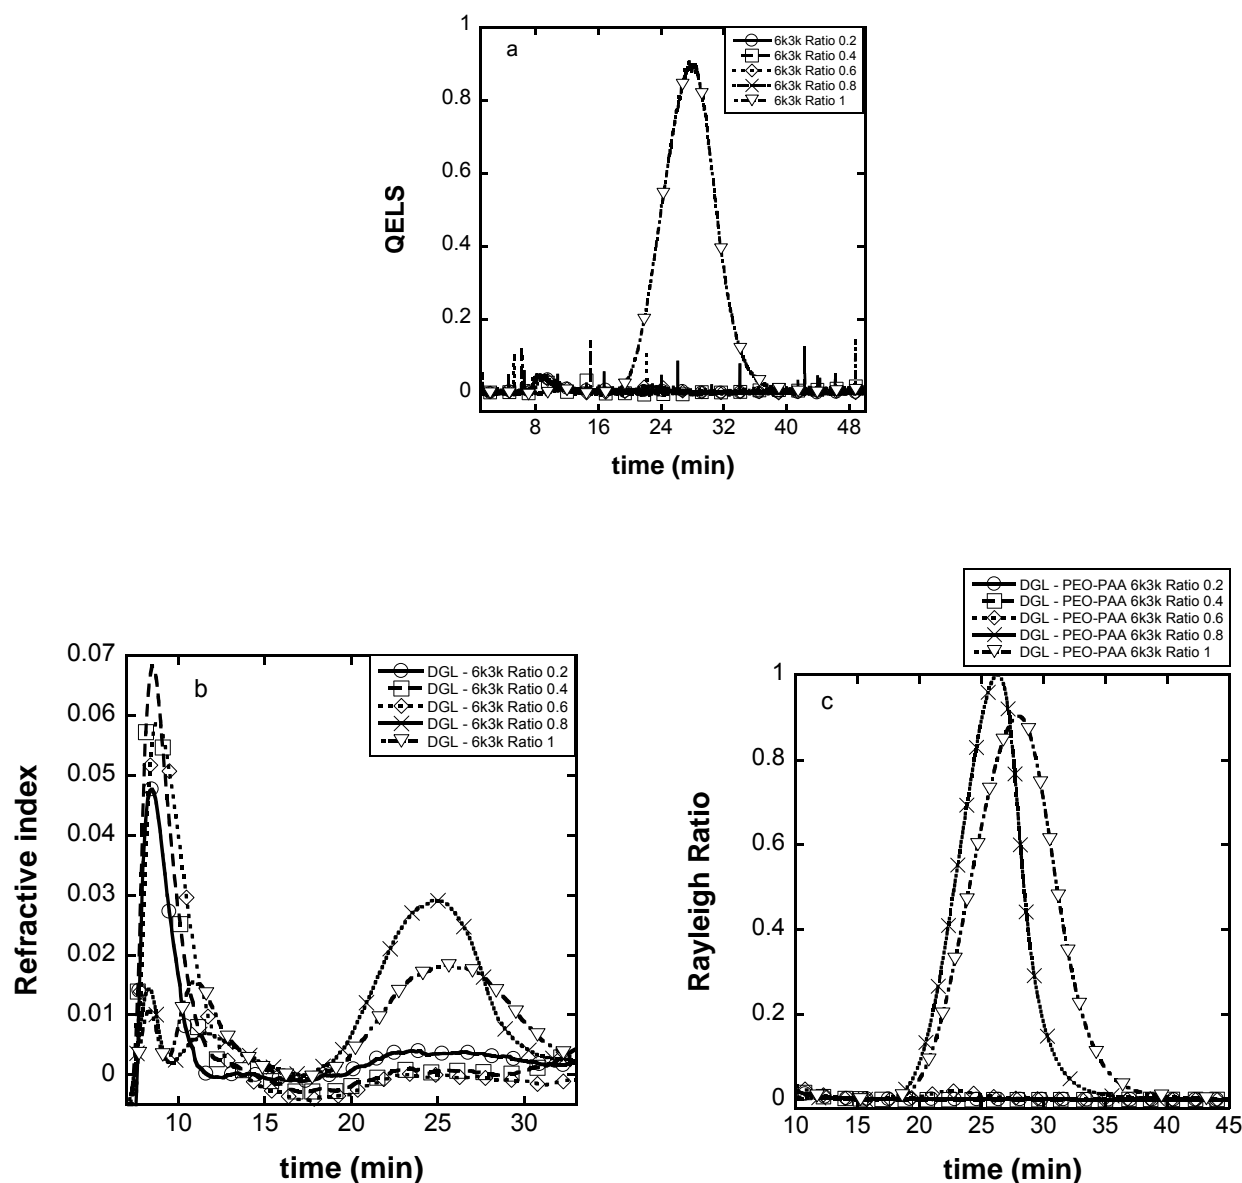 1
a
6k3k Ratio 0.2
6k3k Ratio 0.4
6k3k Ratio 0.6
6k3k Ratio 0.8
6k3k Ratio 1
0.8
0.6
0.4
0.2
0
QELS
8 16 24 32 40 48
time (min)
DGL - PEO-PAA 6k3k Ratio 0.2
DGL - PEO-PAA 6k3k Ratio 0.4
DGL - PEO-PAA 6k3k Ratio 0.6
DGL - PEO-PAA 6k3k Ratio 0.8
DGL - PEO-PAA 6k3k Ratio 1
0.07
b
DGL - 6k3k Ratio 0.2
DGL - 6k3k Ratio 0.4
DGL - 6k3k Ratio 0.6
DGL - 6k3k Ratio 0.8
DGL - 6k3k Ratio 1
0.06
0.05
0.04
0.03
0.02
0.01
0
Refractive index
10 15 20 25 30
time (min)
1
c
0.8
0.6
0.4
0.2
0
Rayleigh Ratio
10 15 20 25 30 35 40 45
time (min)